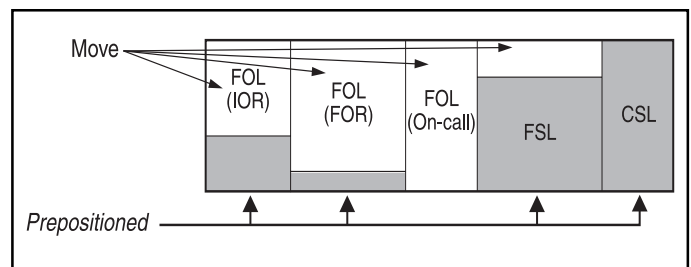 Move
FOL
(IOR)
FOL
(FOR)
FOL
(On-call)
FSL
CSL
Prepositioned